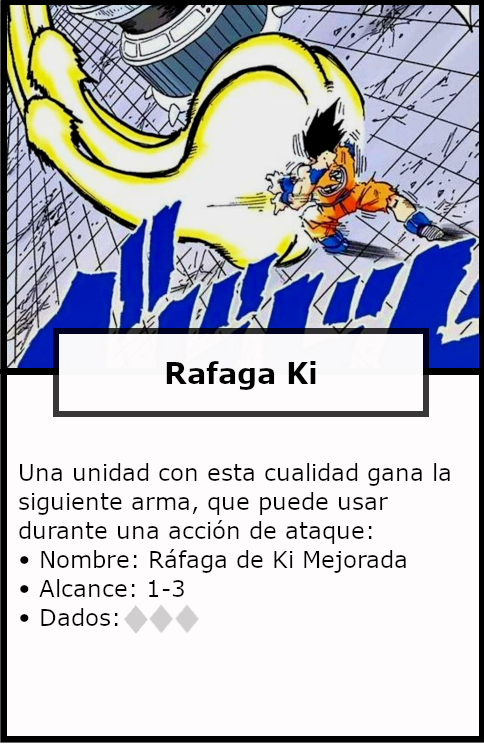 Rafaga Ki
Una unidad con esta cualidad gana la
siguiente arma, que puede usar
durante una acción de ataque:
• Nombre: Ráfaga de Ki Mejorada
• Alcance: 1-3
• Dados: